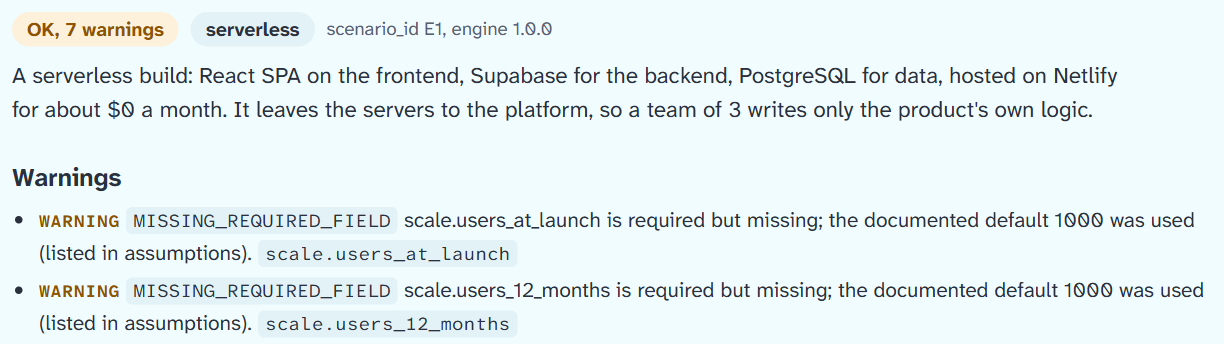 OK, 7 warnings serverless scenario_id E1, engine 1.0.0
A serverless build: React SPA on the frontend, Supabase for the backend, PostgreSQL for data, hosted on Netlify
for about $0 a month. It leaves the servers to the platform, so a team of 3 writes only the product's own logic.
Warnings
• WARNING MISSING_REQUIRED_FIELD scale.users_at_launch is required but missing; the documented default 1000 was used
(listed in assumptions). scale.users_at_launch
• WARNING MISSING_REQUIRED_FIELD scale.users_12_months is required but missing; the documented default 1000 was used
(listed in assumptions). scale.users_12_months